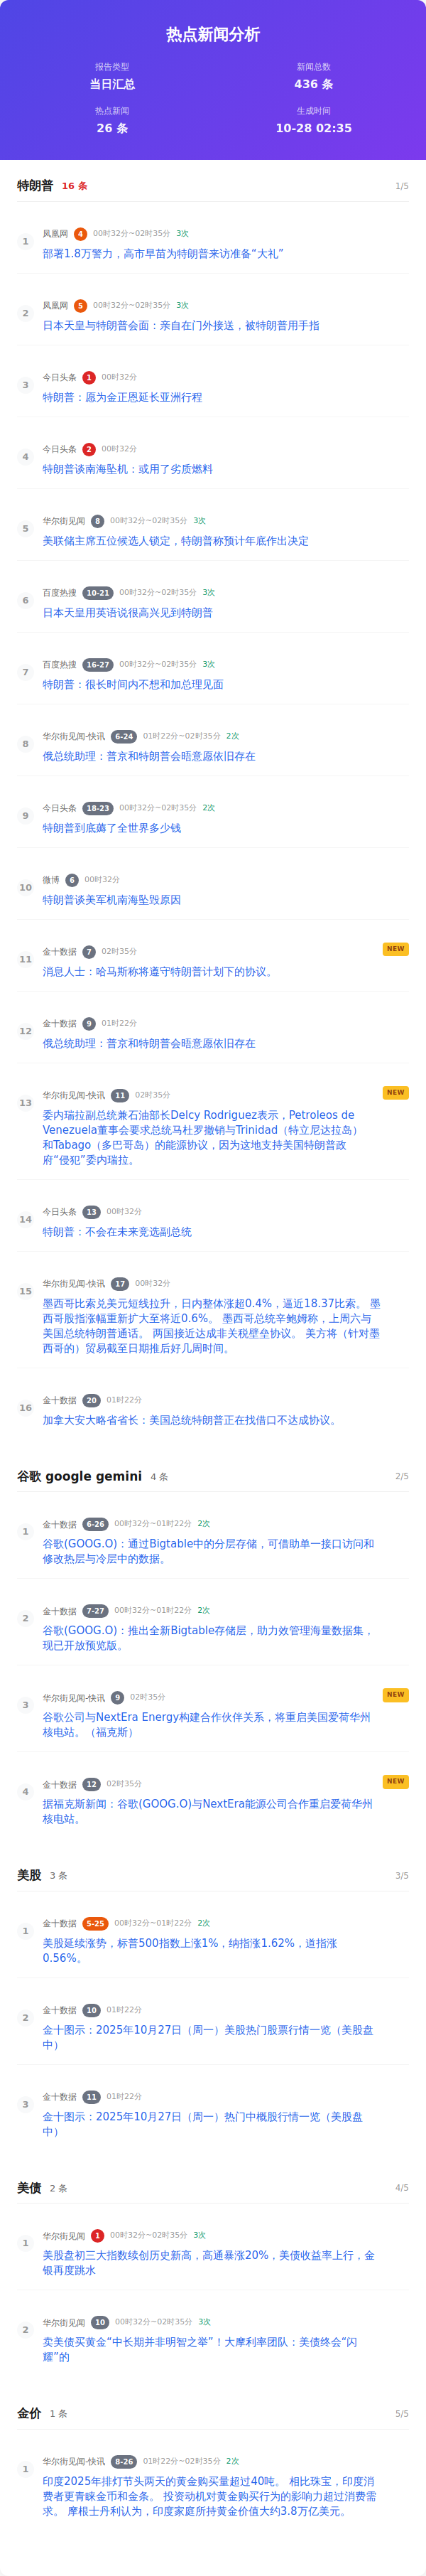 热点新闻分析
报告类型
新闻总数
当日汇总
436 条
热点新闻
生成时间
26 条
10-28 02:35
特朗普 16 条 1/5
1
凤凰网 4 00时32分~02时35分 3次
部署1.8万警力，高市早苗为特朗普来访准备“大礼”
2
凤凰网 5 00时32分~02时35分 3次
日本天皇与特朗普会面：亲自在门外接送，被特朗普用手指
3
今日头条 1 00时32分
特朗普：愿为金正恩延长亚洲行程
4
今日头条 2 00时32分
特朗普谈南海坠机：或用了劣质燃料
5
华尔街见闻 8 00时32分~02时35分 3次
美联储主席五位候选人锁定，特朗普称预计年底作出决定
6
百度热搜 10-21 00时32分~02时35分 3次
日本天皇用英语说很高兴见到特朗普
7
百度热搜 16-27 00时32分~02时35分 3次
特朗普：很长时间内不想和加总理见面
8
华尔街见闻-快讯 6-24 01时22分~02时35分 2次
俄总统助理：普京和特朗普会晤意愿依旧存在
9
今日头条 18-23 00时32分~02时35分 2次
特朗普到底薅了全世界多少钱
10
微博 6 00时32分
特朗普谈美军机南海坠毁原因
11
金十数据 7 02时35分 NEW
消息人士：哈马斯称将遵守特朗普计划下的协议。
12
金十数据 9 01时22分
俄总统助理：普京和特朗普会晤意愿依旧存在
13
华尔街见闻-快讯 11 02时35分 NEW
委内瑞拉副总统兼石油部长Delcy Rodriguez表示，Petroleos de
Venezuela董事会要求总统马杜罗撤销与Trinidad（特立尼达拉岛）
和Tabago（多巴哥岛）的能源协议，因为这地支持美国特朗普政
府“侵犯”委内瑞拉。
14
今日头条 13 00时32分
特朗普：不会在未来竞选副总统
15
华尔街见闻-快讯 17 00时32分
墨西哥比索兑美元短线拉升，日内整体涨超0.4%，逼近18.37比索。 墨
西哥股指涨幅重新扩大至将近0.6%。 墨西哥总统辛鲍姆称，上周六与
美国总统特朗普通话。 两国接近达成非关税壁垒协议。 美方将（针对墨
西哥的）贸易截至日期推后好几周时间。
16
金十数据 20 01时22分
加拿大安大略省省长：美国总统特朗普正在找借口不达成协议。
谷歌 google gemini 4 条 2/5
1
金十数据 6-26 00时32分~01时22分 2次
谷歌(GOOG.O)：通过Bigtable中的分层存储，可借助单一接口访问和
修改热层与冷层中的数据。
2
金十数据 7-27 00时32分~01时22分 2次
谷歌(GOOG.O)：推出全新Bigtable存储层，助力效管理海量数据集，
现已开放预览版。
3
华尔街见闻-快讯 9 02时35分 NEW
谷歌公司与NextEra Energy构建合作伙伴关系，将重启美国爱荷华州
核电站。（福克斯）
4
金十数据 12 02时35分 NEW
据福克斯新闻：谷歌(GOOG.O)与NextEra能源公司合作重启爱荷华州
核电站。
美股 3 条 3/5
1
金十数据 5-25 00时32分~01时22分 2次
美股延续涨势，标普500指数上涨1%，纳指涨1.62%，道指涨
0.56%。
2
金十数据 10 01时22分
金十图示：2025年10月27日（周一）美股热门股票行情一览（美股盘
中）
3
金十数据 11 01时22分
金十图示：2025年10月27日（周一）热门中概股行情一览（美股盘
中）
美债 2 条 4/5
1
华尔街见闻 1 00时32分~02时35分 3次
美股盘初三大指数续创历史新高，高通暴涨20%，美债收益率上行，金
银再度跳水
2
华尔街见闻 10 00时32分~02时35分 3次
卖美债买黄金“中长期并非明智之举”！大摩利率团队：美债终会“闪
耀”的
金价 1 条 5/5
1
华尔街见闻-快讯 8-26 01时22分~02时35分 2次
印度2025年排灯节头两天的黄金购买量超过40吨。 相比珠宝，印度消
费者更青睐金币和金条。 投资动机对黄金购买行为的影响力超过消费需
求。 摩根士丹利认为，印度家庭所持黄金价值大约3.8万亿美元。